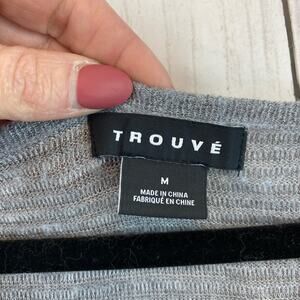 TROUVÉ
M
MADE IN CHINA
FABRIQUÉ EN CHINE